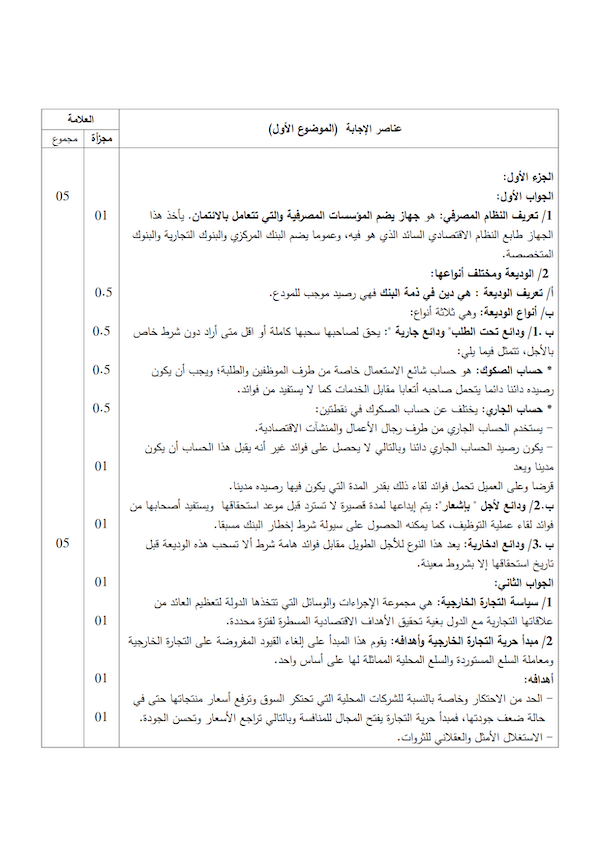 العلامة
عناصر الإجابة (الموضوع الأول)
مجموع
مجزأة
الجزء الأول:
الجواب الأول:
05
1/ تعريف النظام المصرفي: هو جهاز يضم المؤسسات المصرفية والتي تتعامل بالائتمان. يأخذ هذا
01
الجهاز طابع النظام الاقتصادي السائد الذي هو فيه، وعموما يضم البنك المركزي والبنوك التجارية والبنوك
المتخصصة.
2/ الوديعة ومختلف أنواعها:
أ/ تعريف الوديعة : هي دين في ذمة البنك فهي رصيد موجب للمودع.
0.5
ب/ أنواع الوديعة: وهي ثلاثة أنواع:
ب .1/ ودائع تحت الطلب" ودائع جارية ": يحق لصاحبها سحبها كاملة أو اقل متى أراد دون شرط خاص
0.5
بالأجل، تتمثل فيما يلي:
* حساب الصكوك: هو حساب شائع الاستعمال خاصة من طرف الموظفين والطلبة؛ ويجب أن يكون
0.5
رصيده دائنا دائما يتحمل صاحبه أتعابا مقابل الخدمات كما لا يستفيد من فوائد.
* حساب الجاري: يختلف عن حساب الصكوك في نقطتين:
0.5
– يستخدم الحساب الجاري من طرف رجال الأعمال والمنشآت الاقتصادية.
– يكون رصيد الحساب الجاري دائنا وبالتالي لا يحصل على فوائد غير أنه يقبل هذا الحساب أن يكون
مدينا ويعد
01
قرضا وعلى العميل تحمل فوائد لقاء ذلك بقدر المدة التي يكون فيها رصيده مدينا.
ب.2/ ودائع لأجل " بإشعار": يتم إيداعها لمدة قصيرة لا تسترد قبل موعد استحقاقها ويستفيد أصحابها من
فوائد لقاء عملية التوظيف، كما يمكنه الحصول على سيولة شرط إخطار البنك مسبقا.
01
ب .3/ ودائع ادخارية: يعد هذا النوع للأجل الطويل مقابل فوائد هامة شرط ألا تسحب هذه الوديعة قبل
05
تاريخ استحقاقها إلا بشروط معينة.
الجواب الثاني:
01
1/ سياسة التجارة الخارجية: هي مجموعة الإجراءات والوسائل التي تتخذها الدولة لتعظيم العائد من
علاقاتها التجارية مع الدول بغية تحقيق الأهداف الاقتصادية المسطرة لفترة محددة.
01
2/ مبدأ حرية التجارة الخارجية وأهدافه: يقوم هذا المبدأ على إلغاء القيود المفروضة على التجارة الخارجية
ومعاملة السلع المستوردة والسلع المحلية المماثلة لها على أساس واحد.
أهدافه:
01
– الحد من الاحتكار وخاصة بالنسبة للشركات المحلية التي تحتكر السوق وترفع أسعار منتجاتها حتى في
حالة ضعف جودتها، فمبدأ حرية التجارة يفتح المجال للمنافسة وبالتالي تراجع الأسعار وتحسن الجودة.
01
– الاستغلال الأمثل والعقلاني للثروات.